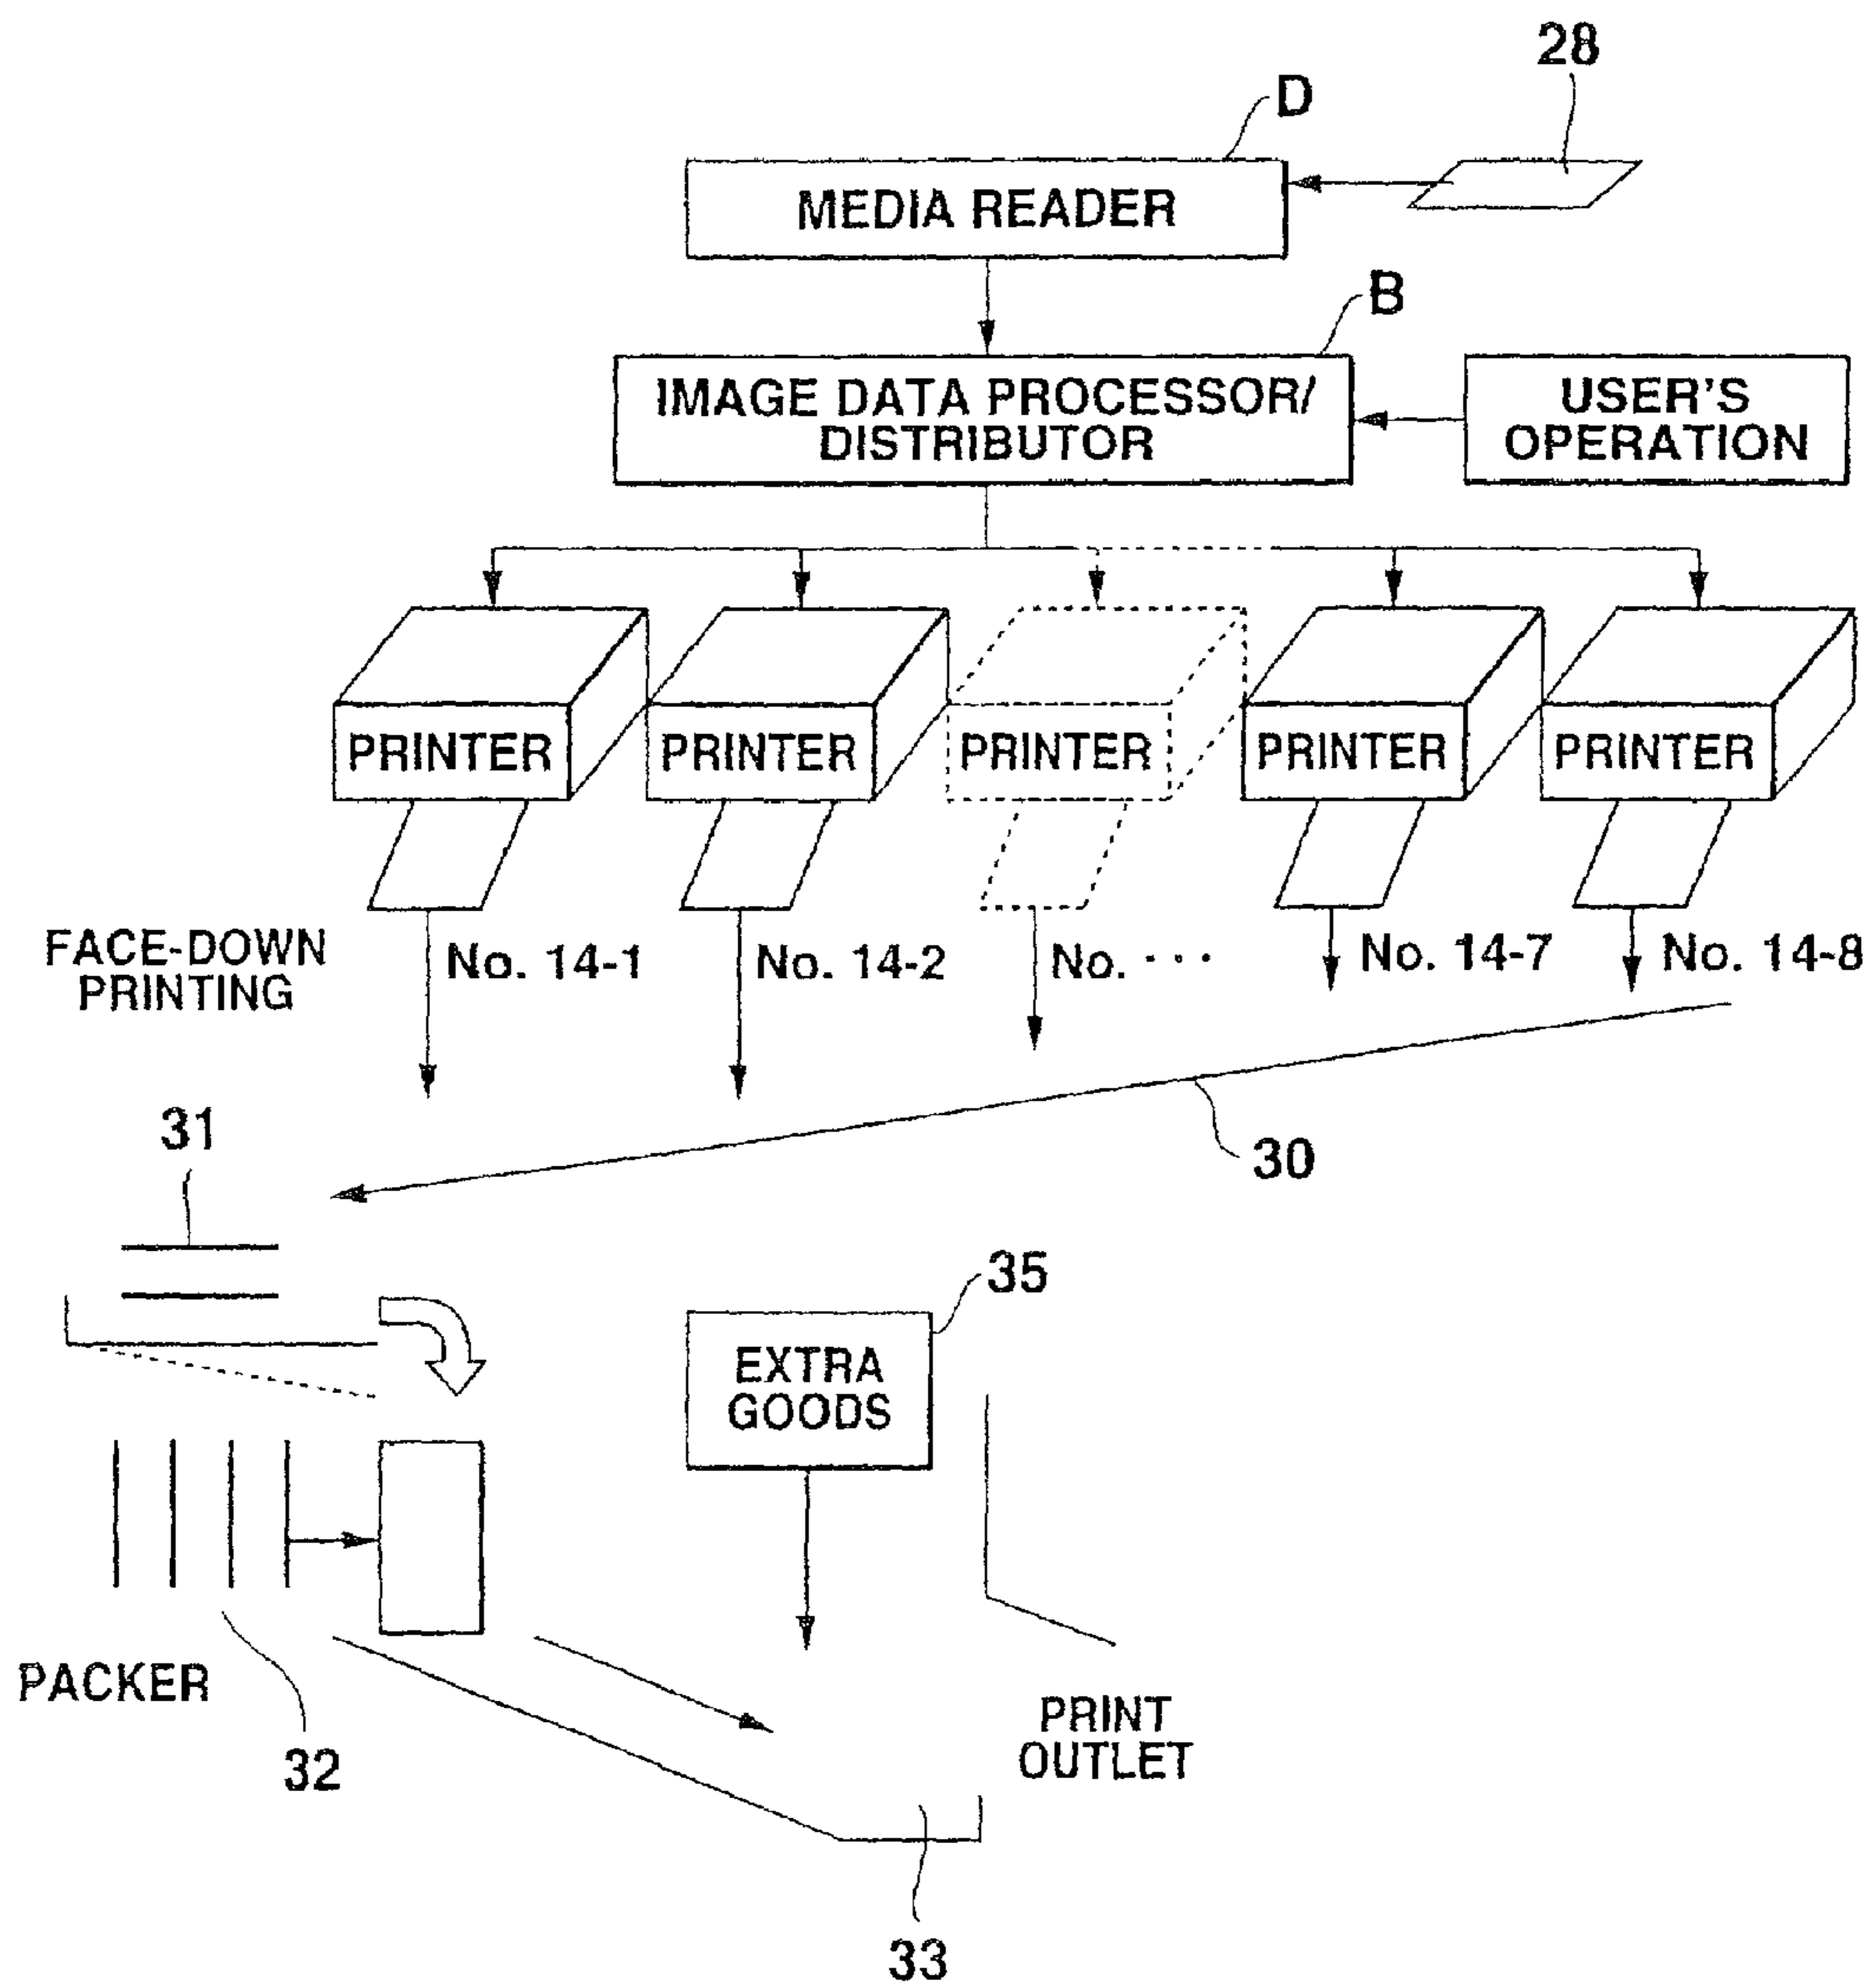 28
D
MEDIA READER
B
IMAGE DATA PROCESSOR/
DISTRIBUTOR
USER'S
OPERATION
PRINTER
PRINTER
PRINTER
PRINTER
PRINTER
FACE-DOWN
PRINTING
No. 14-1
No. 14-2
No. ···
No. 14-7
No. 14-8
30
31
35
EXTRA
GOODS
PACKER
32
PRINT
OUTLET
33